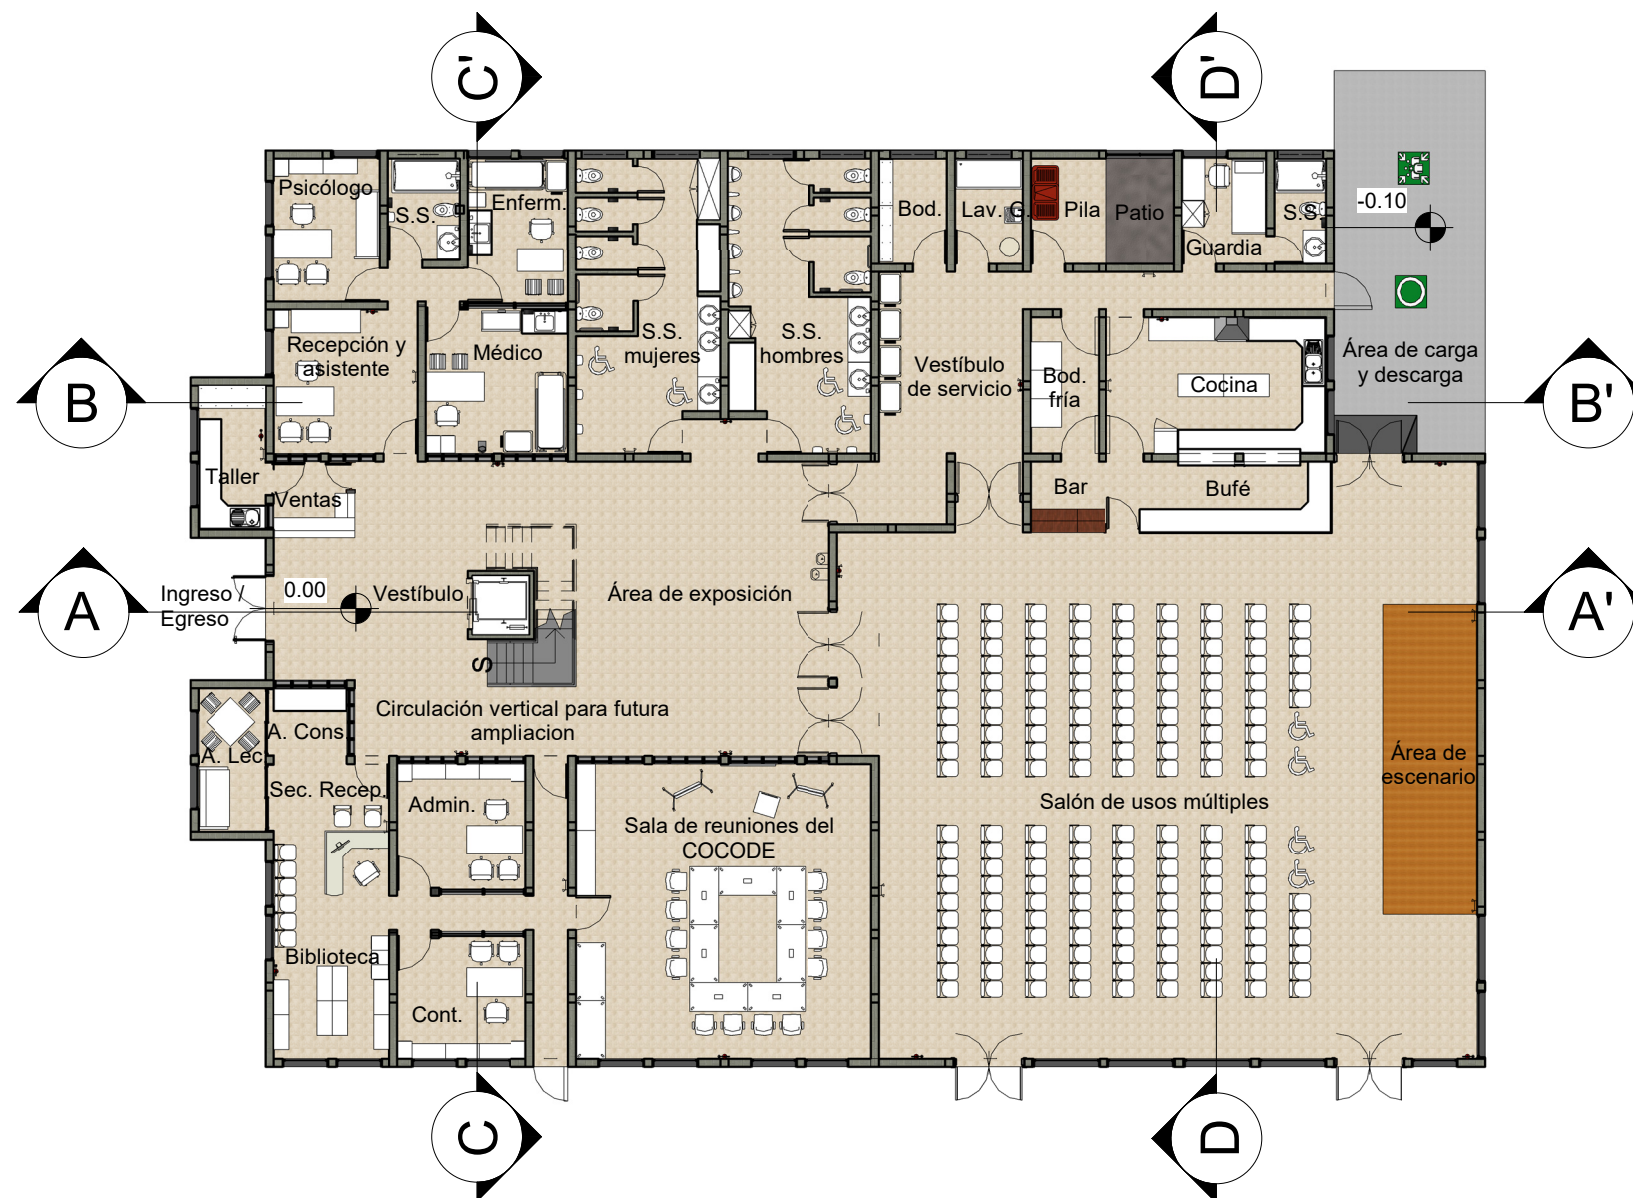 C'
D'
Psicólogo
S.S.
Enferm.
Bod.
Lav. G.
Pila
Patio
Guardia
S.S.
-0.10
Recepción y
asistente
Médico
S.S.
mujeres
S.S.
hombres
Vestíbulo
de servicio
Bod.
fría
Cocina
Área de carga
y descarga
B
B'
Taller
Ventas
Bar
Bufé
A
Ingreso /
Egreso
0.00
Vestíbulo
Área de exposición
A'
S
Circulación vertical para futura
ampliacion
A. Cons.
A. Lec.
Sec. Recep.
Admin.
Sala de reuniones del
COCODE
Salón de usos múltiples
Área de
escenario
Biblioteca
Cont.
C
D